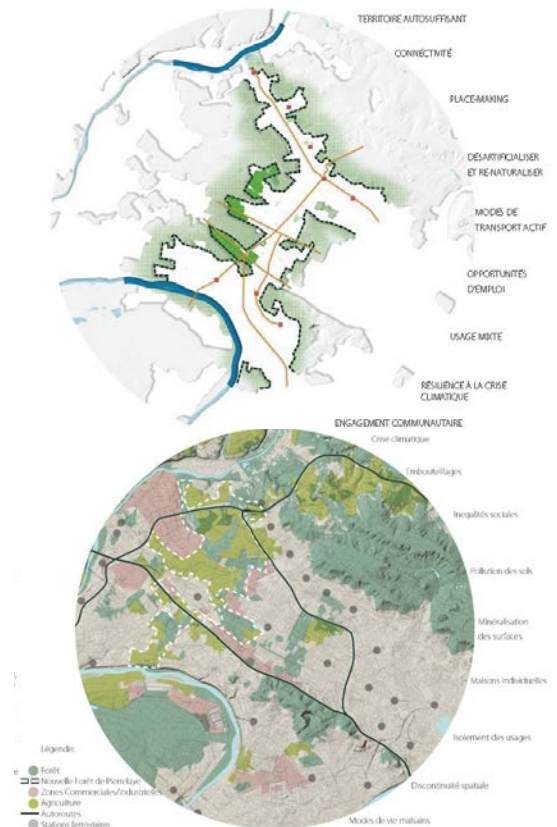 TERRITOIRE AUTOSUFFISANT
CONNECTIVITÉ
PLACE-MAKING
DÉSARTIFICIALISER
ET RE-NATURALISER
MODES DE
TRANSPORT ACTIF
OPPORTUNITÉS
D'EMPLOI
USAGE MIXTE
RÉSILIENCE À LA CRISE
CLIMATIQUE
ENGAGEMENT COMMUNAUTAIRE
Crise climatique
Embouteillages
Inegalités sociales
Pollution des sols
Minéralisation
des surfaces
Maisons individuelles
Isolement des usages
Discontinuité spatiale
Modes de vie malsains
Légende
Forêt
Nouvelle Forêt de Pierrelaye
Zones Commerciales/Industrielles
Agriculture
Autoroutes
Stations ferroviaires